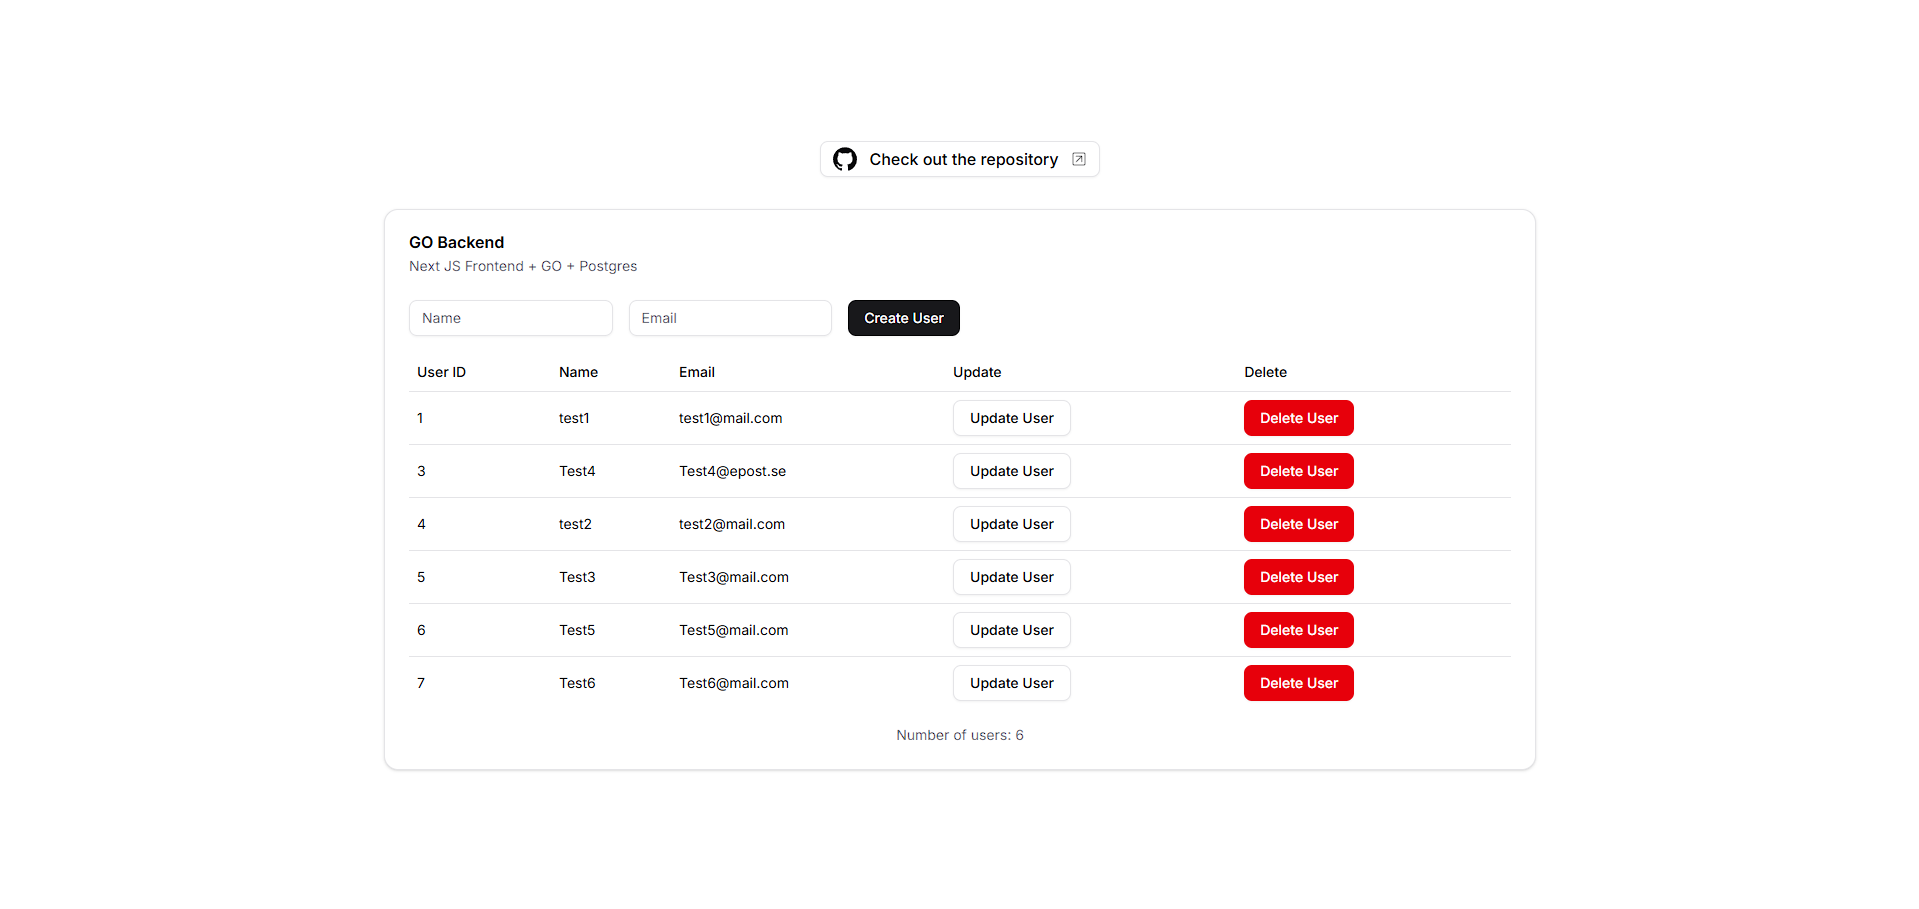 Check out the repository
GO Backend
Next JS Frontend + GO + Postgres
Name Email Create User
User ID Name Email Update Delete
1 test1 test1@mail.com Update User Delete User
3 Test4 Test4@epost.se Update User Delete User
4 test2 test2@mail.com Update User Delete User
5 Test3 Test3@mail.com Update User Delete User
6 Test5 Test5@mail.com Update User Delete User
7 Test6 Test6@mail.com Update User Delete User
Number of users: 6